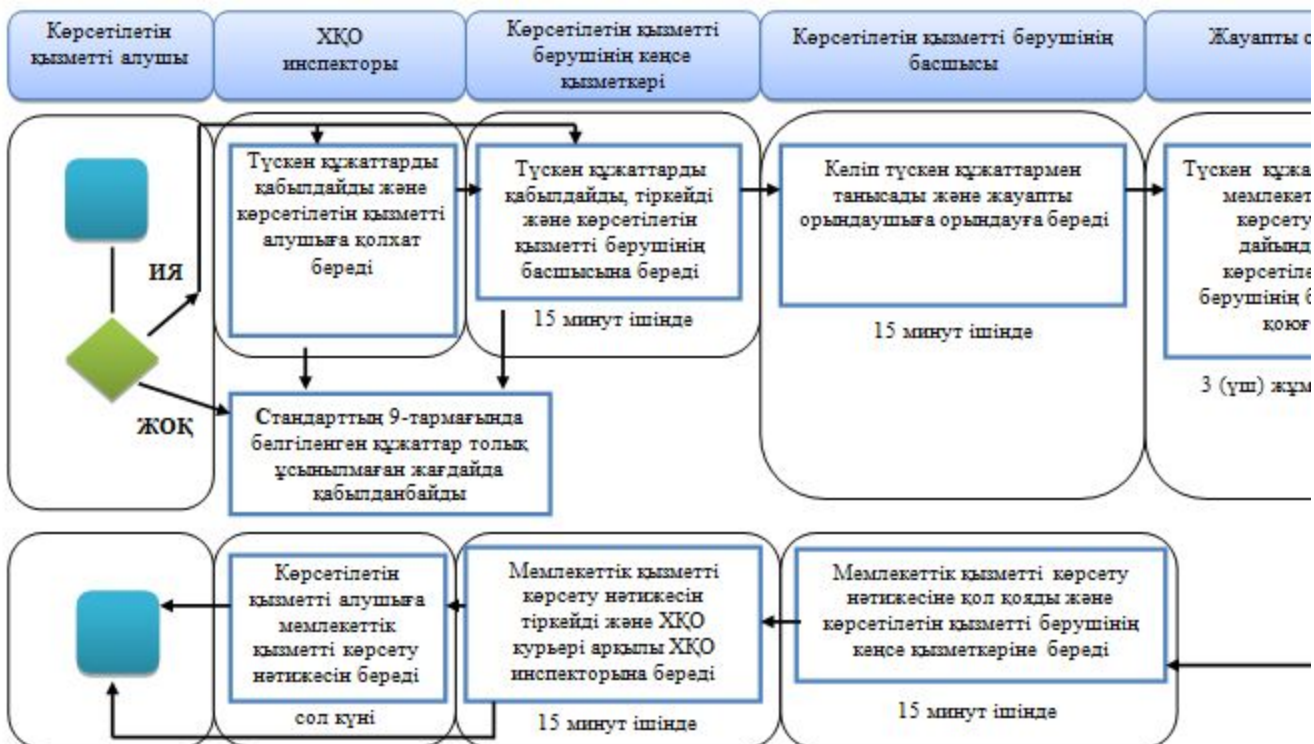 Көрсетілетін
қызметті алушы
ХҚО
инспекторы
Көрсетілетін қызметті
берушінің кеңсе
қызметкері
Көрсетілетін қызметті берушінің
басшысы
Жауапты
Түскен құжаттарды
қабылдайды және
көрсетілетін қызметті
алушыға қолхат
береді
Түскен құжаттарды
қабылдайды, тіркейді
және көрсетілетін
қызметті берушінің
басшысына береді
15 минут ішінде
Келіп түскен құжаттармен
танысады және жауапты
орындаушыға орындауға береді
15 минут ішінде
Түскен
берушінің
3 (үш)
ИЯ
ЖОҚ
Стандарттың 9-тармағында
белгіленген құжаттар толық
ұсынылмаған жағдайда
қабылданбайды
Көрсетілетін
қызметті алушыға
мемлекеттік
қызметті көрсету
нәтижесін береді
сол күні
Мемлекеттік қызметті
көрсету нәтижесін
тіркейді және ХҚО
курьері арқылы ХҚО
инспекторына береді
15 минут ішінде
Мемлекеттік қызметті көрсету
нәтижесіне қол қояды және
көрсетілетін қызметті берушінің
кеңсе қызметкеріне береді
15 минут ішінде